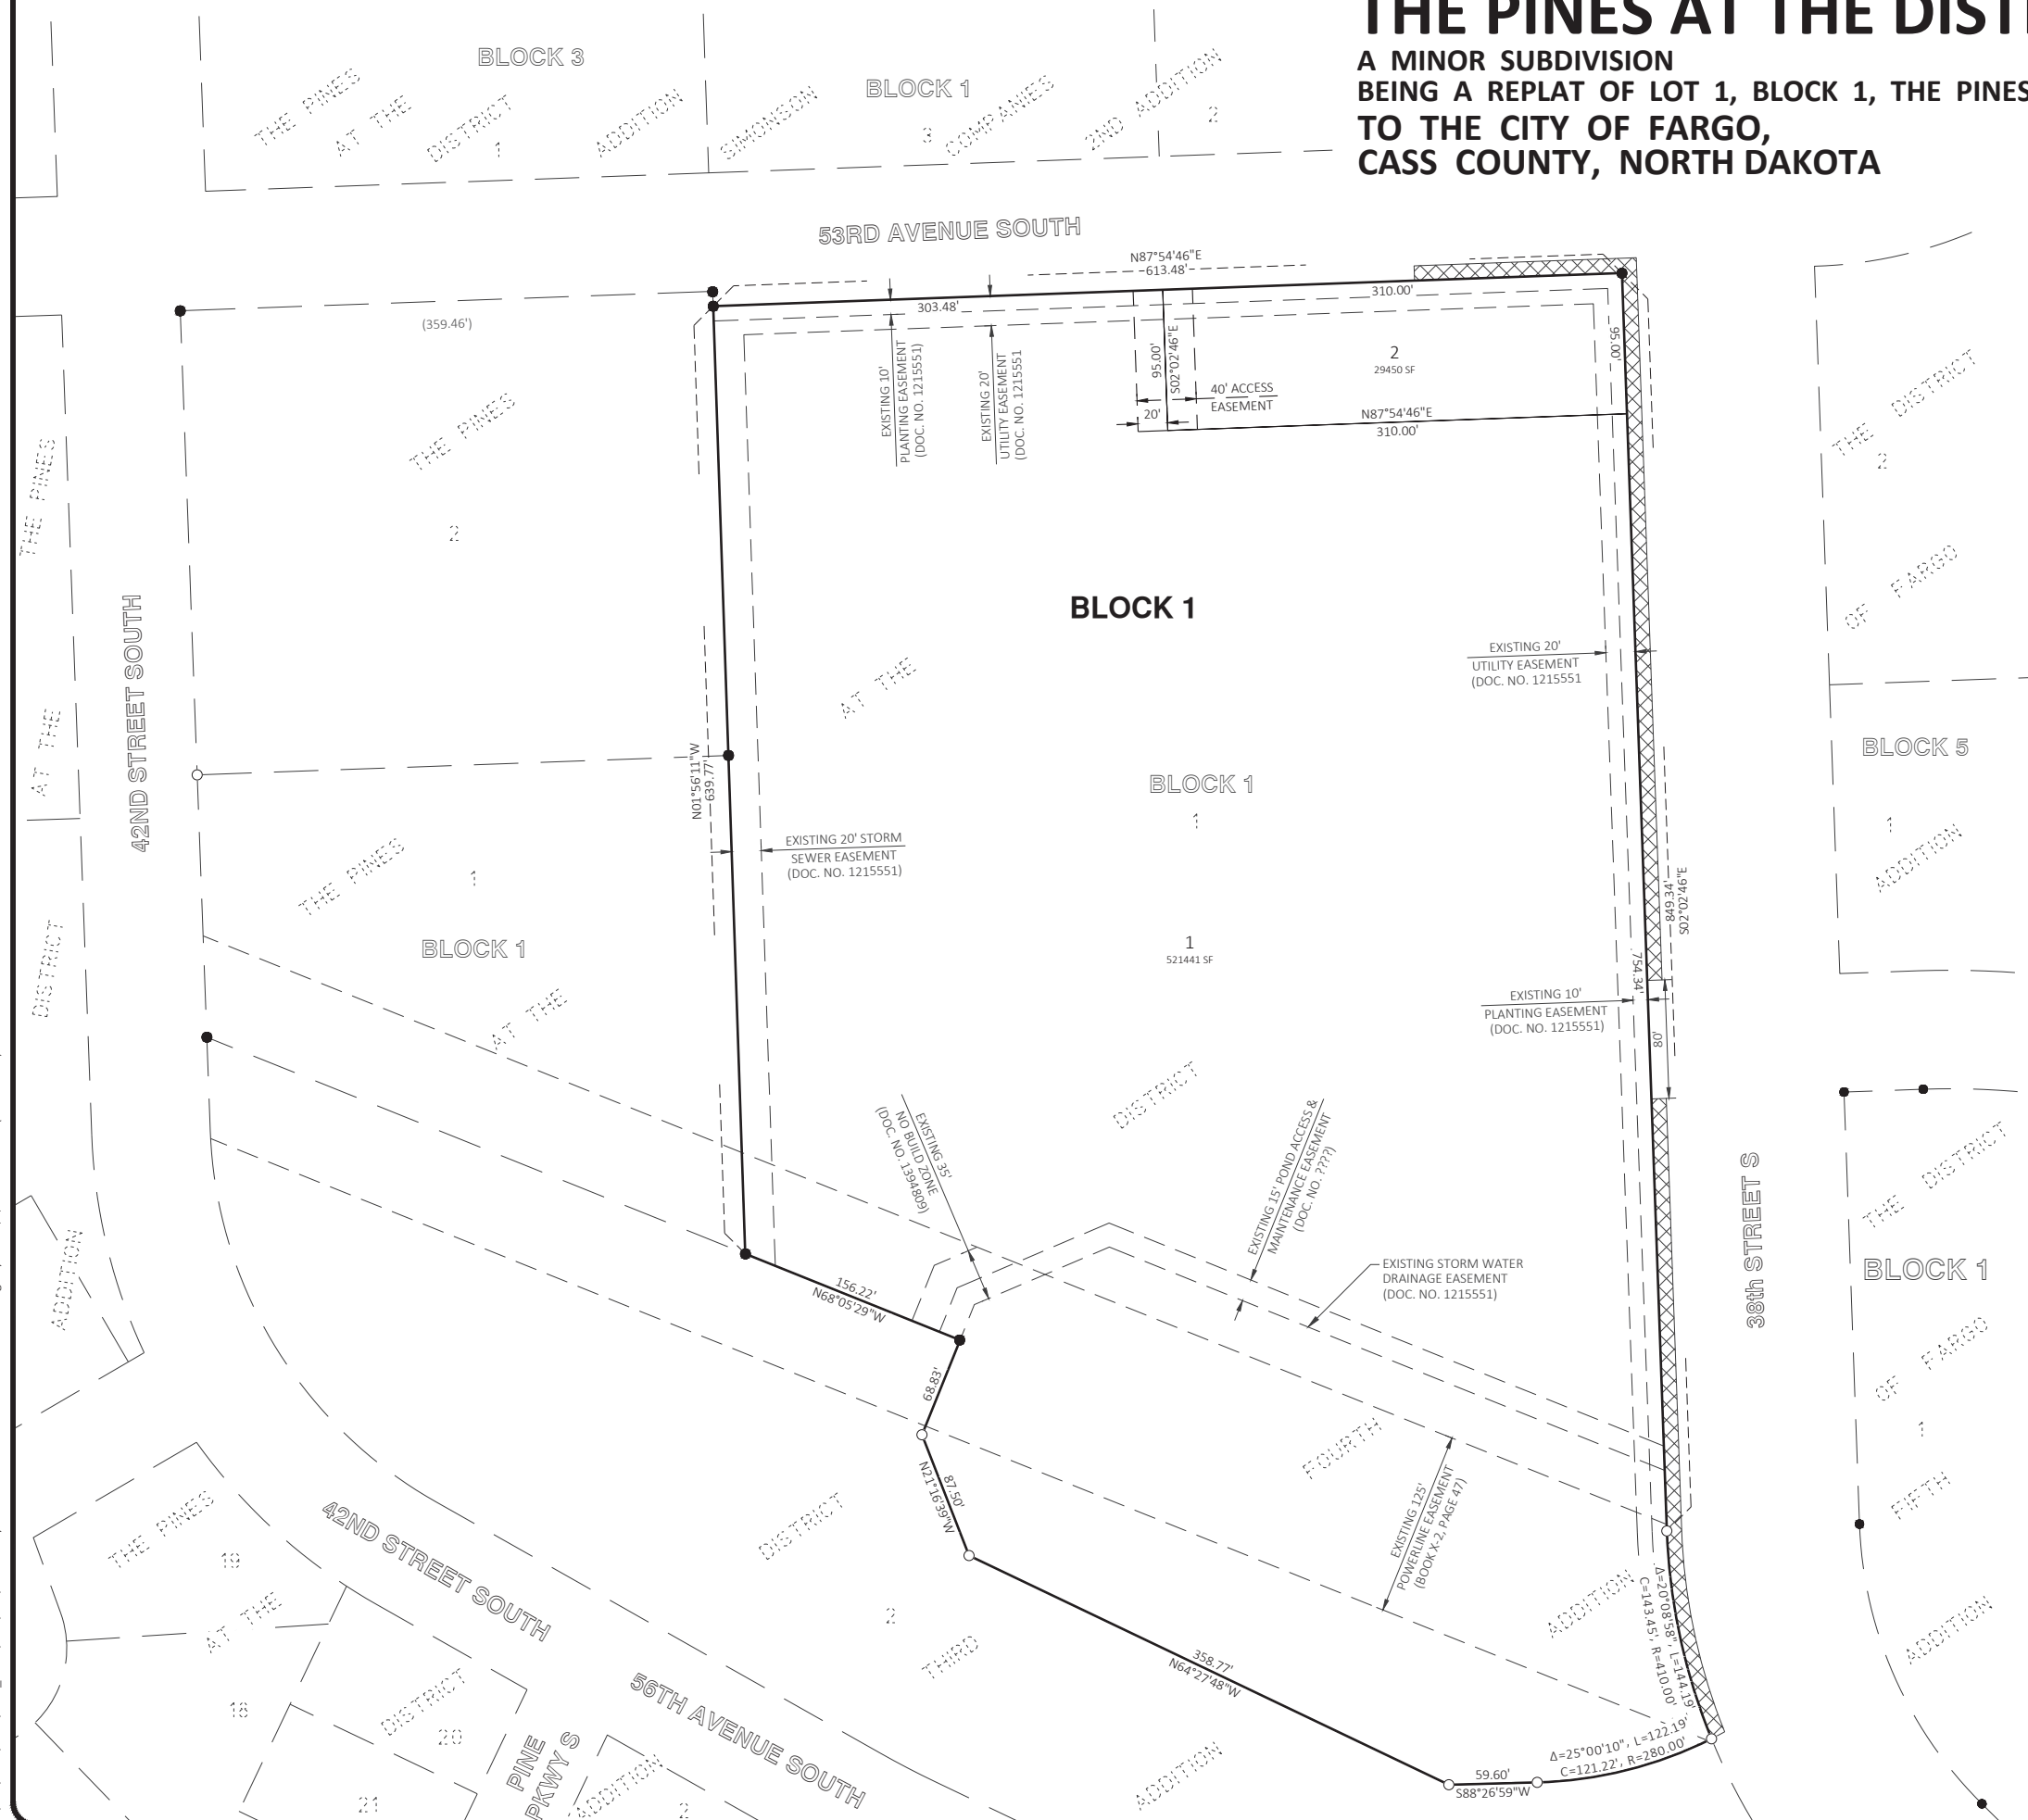 THE PINES AT THE DIST
A MINOR SUBDIVISION
BEING A REPLAT OF LOT 1, BLOCK 1, THE PINES
TO THE CITY OF FARGO,
CASS COUNTY, NORTH DAKOTA
BLOCK 3
THE PINES
AT THE
DISTRICT
1
ADDITION
BLOCK 1
SIMONSON
3
COMPANIES
2ND ADDITION
2
53RD AVENUE SOUTH
N87°54'46"E
613.48'
303.48'
310.00'
(359.46')
EXISTING 10'
PLANTING EASEMENT
(DOC. NO. 1215551)
EXISTING 20'
UTILITY EASEMENT
(DOC. NO. 1215551
95.00'
S02°02'46"E
20'
40' ACCESS
EASEMENT
2
29450 SF
N87°54'46"E
310.00'
95.00'
THE PINES
2
THE PINES
AT THE
DISTRICT
ADDITION
42ND STREET SOUTH
BLOCK 1
AT THE
BLOCK 1
1
1
521441 SF
DISTRICT
EXISTING 20'
UTILITY EASEMENT
(DOC. NO. 1215551
EXISTING 10'
PLANTING EASEMENT
(DOC. NO. 1215551)
754.34'
849.34'
S02°02'46"E
80'
N01°56'11"W
639.77'
EXISTING 20' STORM
SEWER EASEMENT
(DOC. NO. 1215551)
THE PINES
1
BLOCK 1
AT THE
THE DISTRICT
2
OF FARGO
BLOCK 5
1
ADDITION
38th STREET S
THE DISTRICT
BLOCK 1
OF FARGO
1
FIFTH
ADDITION
EXISTING 35'
NO BUILD ZONE
(DOC. NO. 1394809)
EXISTING 15' POND ACCESS &
MAINTENANCE EASEMENT
(DOC. NO. ????)
EXISTING STORM WATER
DRAINAGE EASEMENT
(DOC. NO. 1215551)
156.22'
N68°05'29"W
68.83'
87.50'
N21°16'39"W
FOURTH
EXISTING 125'
POWERLINE EASEMENT
(BOOK X-2, PAGE 47)
ADDITION
Δ=20°08'58", L=144.19'
C=143.45', R=410.00'
358.77'
N64°27'48"W
Δ=25°00'10", L=122.19'
C=121.22', R=280.00'
59.60'
S88°26'59"W
DISTRICT
2
THIRD
ADDITION
42ND STREET SOUTH
56TH AVENUE SOUTH
THE PINES
19
AT THE
18
DISTRICT
20
21
PINE
PKWY S
ADDITION
2